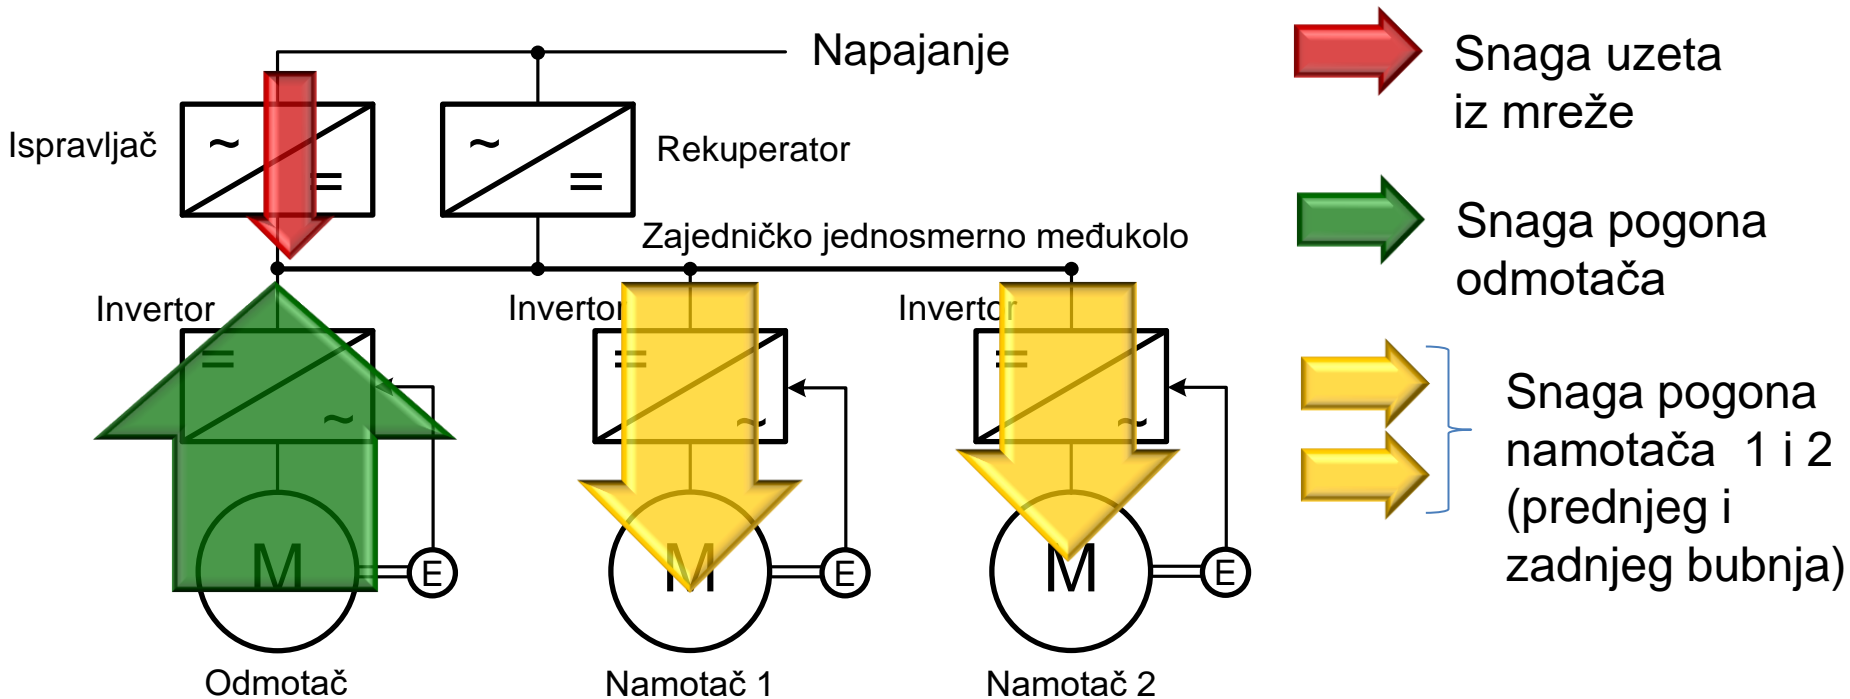 Napajanje
Ispravljač
~
=
~
=
Rekuperator
Zajedničko jednosmerno međukolo
Invertor
=
~
Invertor
=
~
Invertor
=
~
M
E
M
E
M
E
Odmotač
Namotač 1
Namotač 2
Snaga uzeta
iz mreže
Snaga pogona
odmotača
Snaga pogona
namotača 1 i 2
(prednjeg i
zadnjeg bubnja)